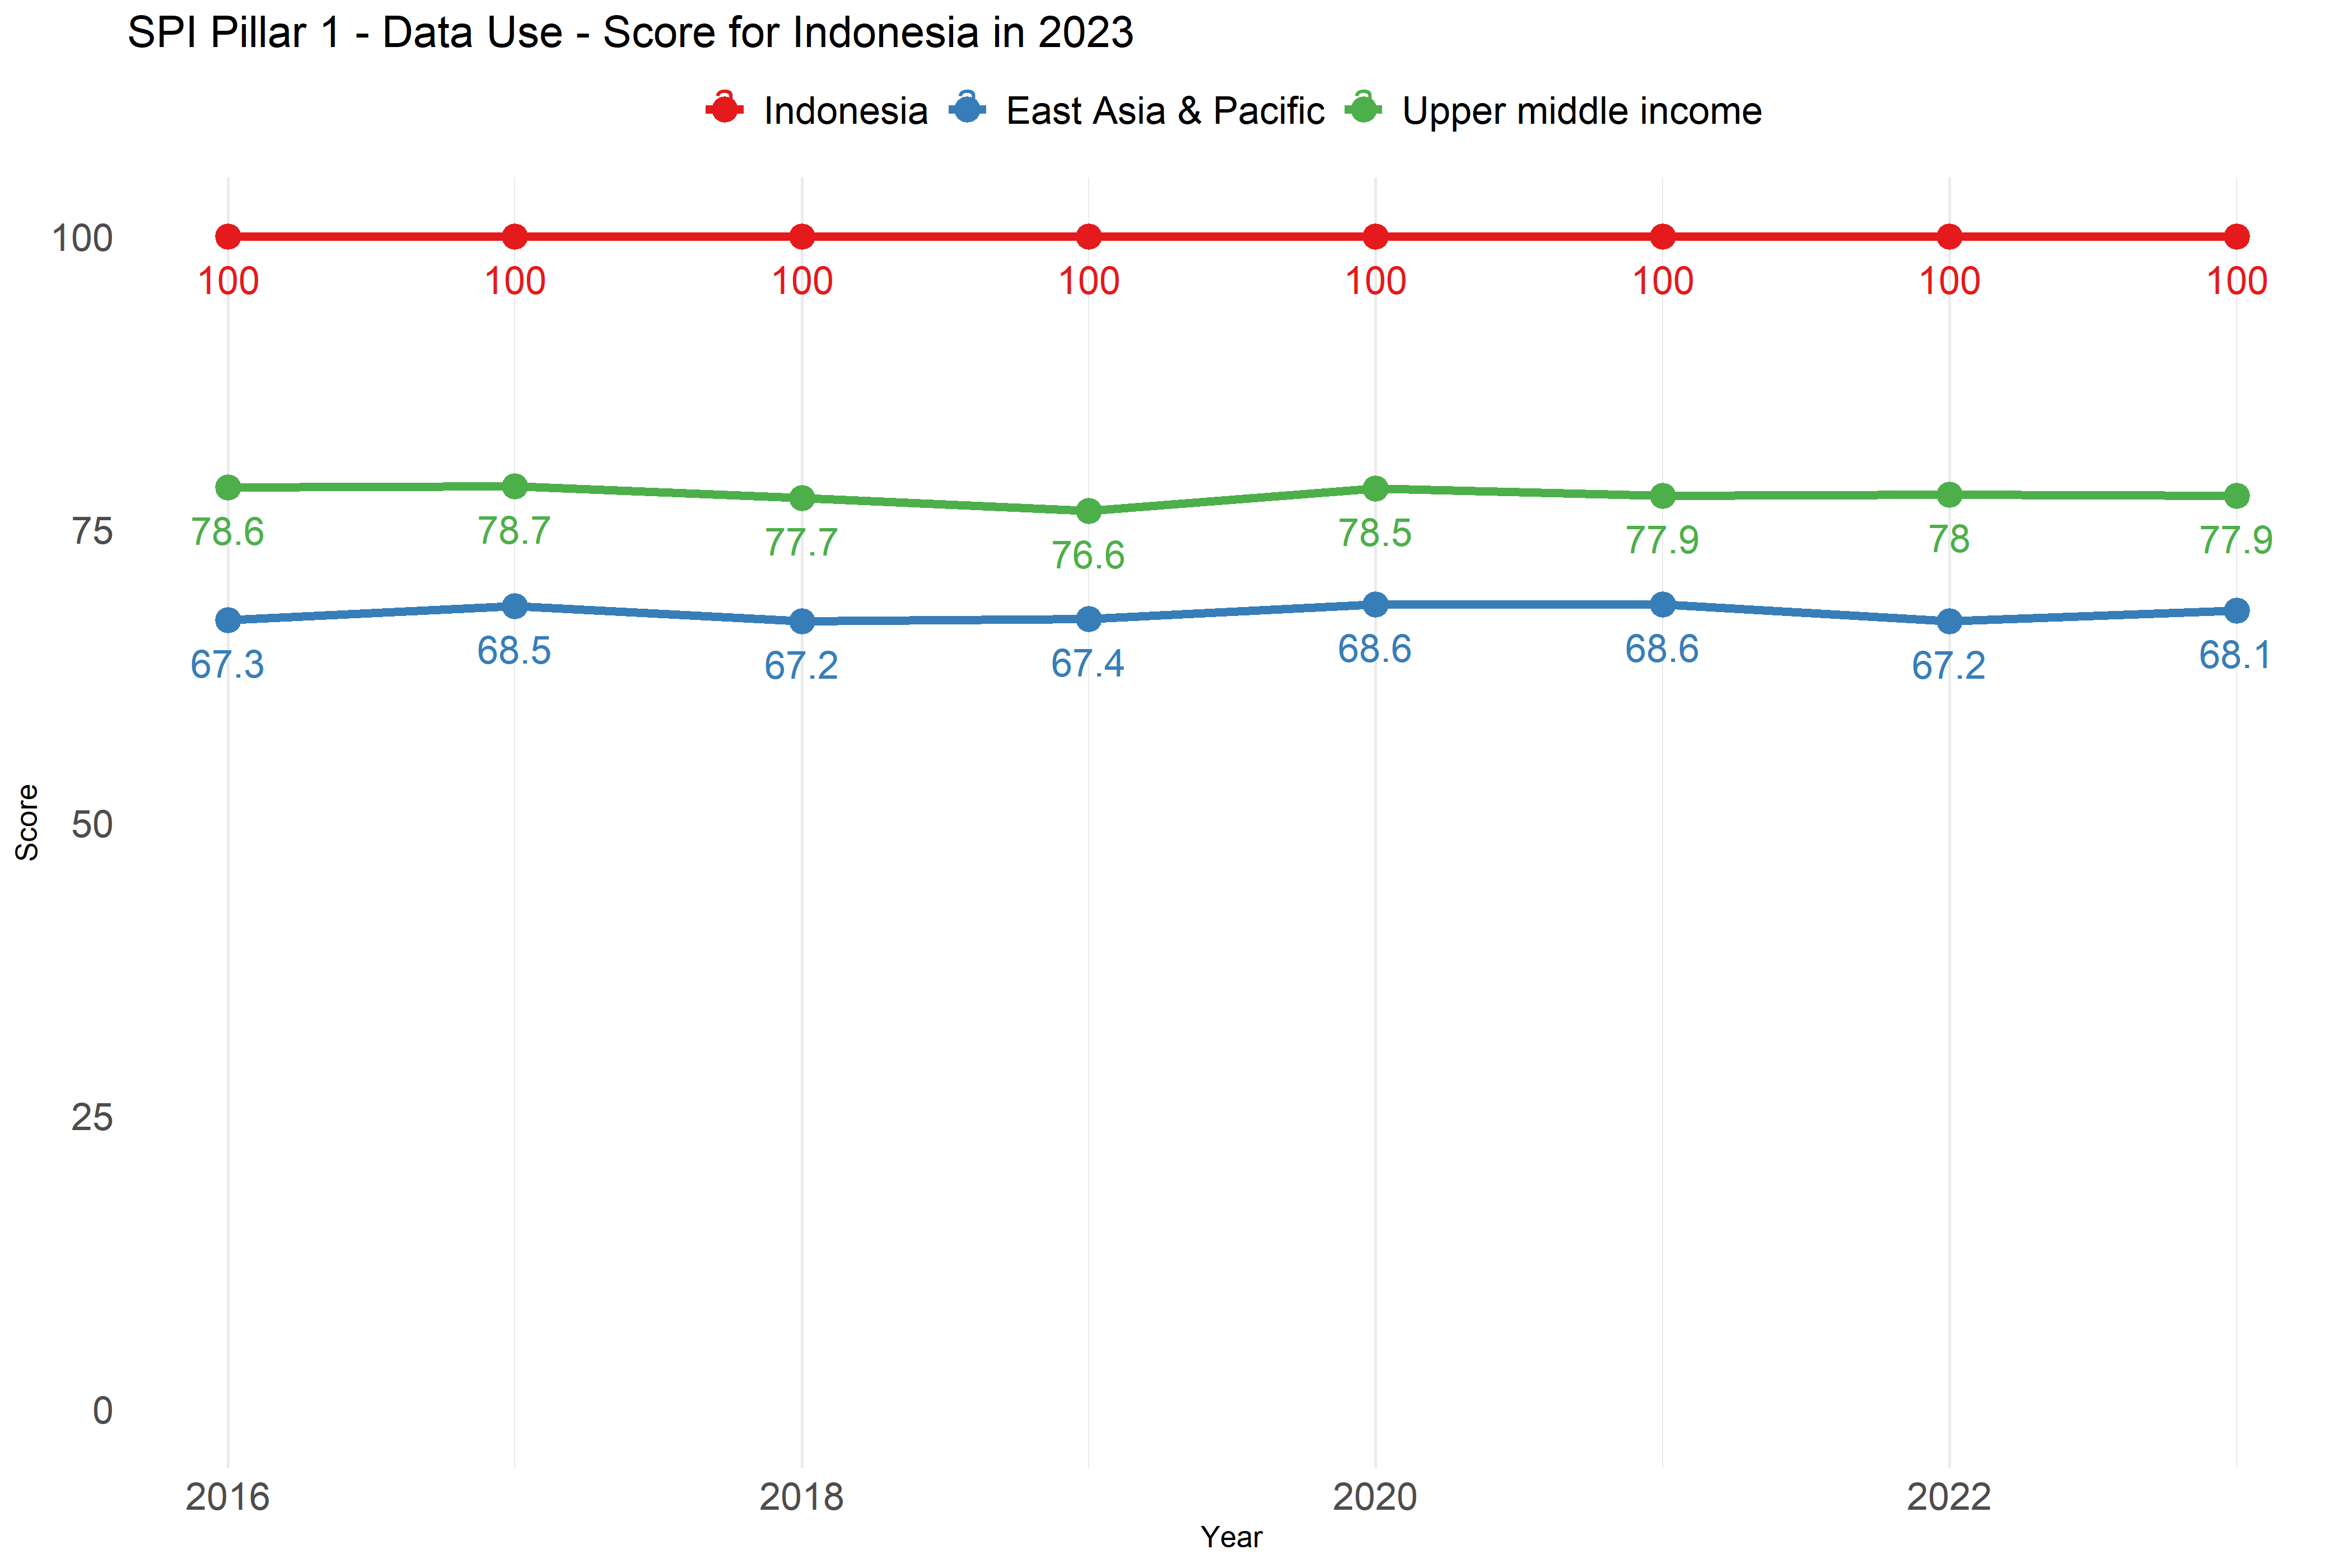 SPI Pillar 1 - Data Use - Score for Indonesia in 2023
Indonesia East Asia & Pacific Upper middle income
100
100 100 100 100 100 100 100 100
75
78.6 78.7 77.7 76.6 78.5 77.9 78 77.9
67.3 68.5 67.2 67.4 68.6 68.6 67.2 68.1
50
Score
25
0
2016 2018 2020 2022
Year